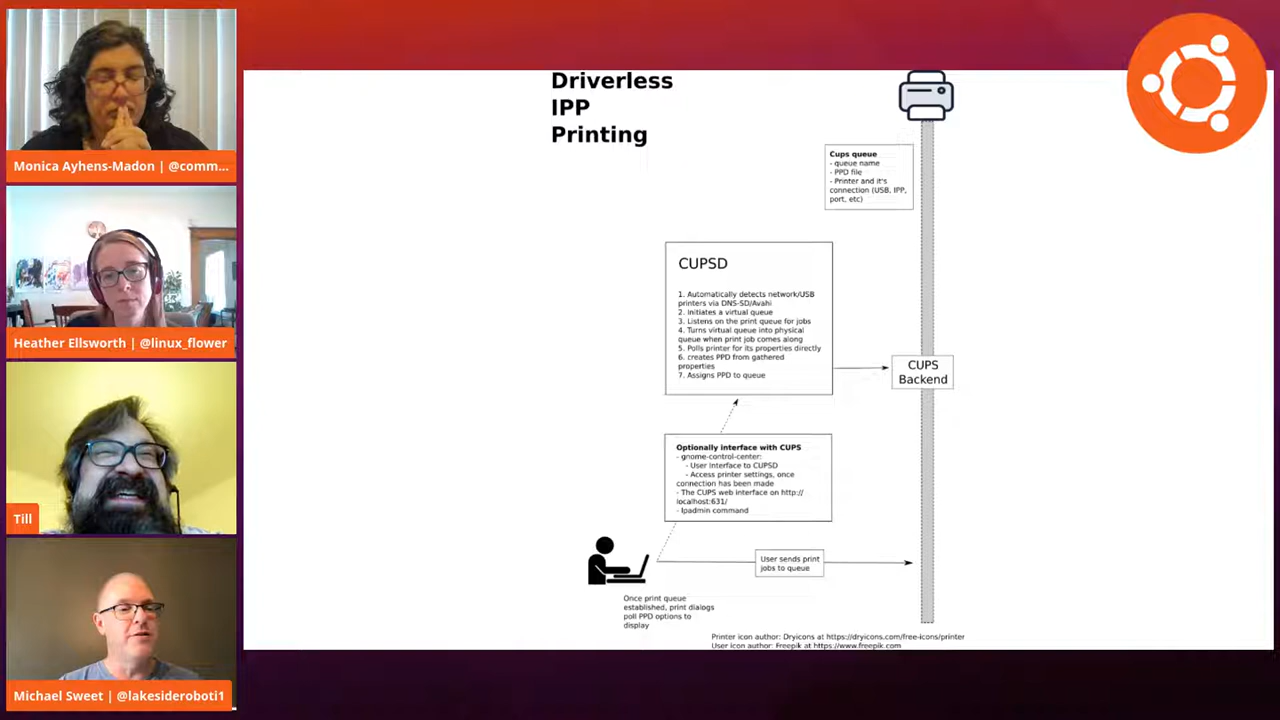 Monica Ayhens-Madon | @comm...
Heather Ellsworth | @linux_flower
Till
Michael Sweet | @lakesideroboti1
Driverless
IPP
Printing
Cups queue
- queue name
- PPD file
- Printer and it's
connection (USB, IPP,
port, etc)
CUPSD
1. Automatically detects network/USB
printers via DNS-SD/Avahi
2. Initiates a virtual queue
3. Listens on the print queue for jobs
4. Turns virtual queue into physical
queue when print job comes along
5. Polls printer for its properties directly
6. creates PPD from gathered
properties
7. Assigns PPD to queue
CUPS
Backend
Optionally interface with CUPS
- gnome-control-center:
- User Interface to CUPSD
- Access printer settings, once
connection has been made
- The CUPS web interface on http://
localhost:631/
- lpadmin command
User sends print
jobs to queue
Once print queue
established, print dialogs
poll PPD options to
display
Printer icon author: Dryicons at https://dryicons.com/free-icons/printer
User icon author: Freepik at https://www.freepik.com